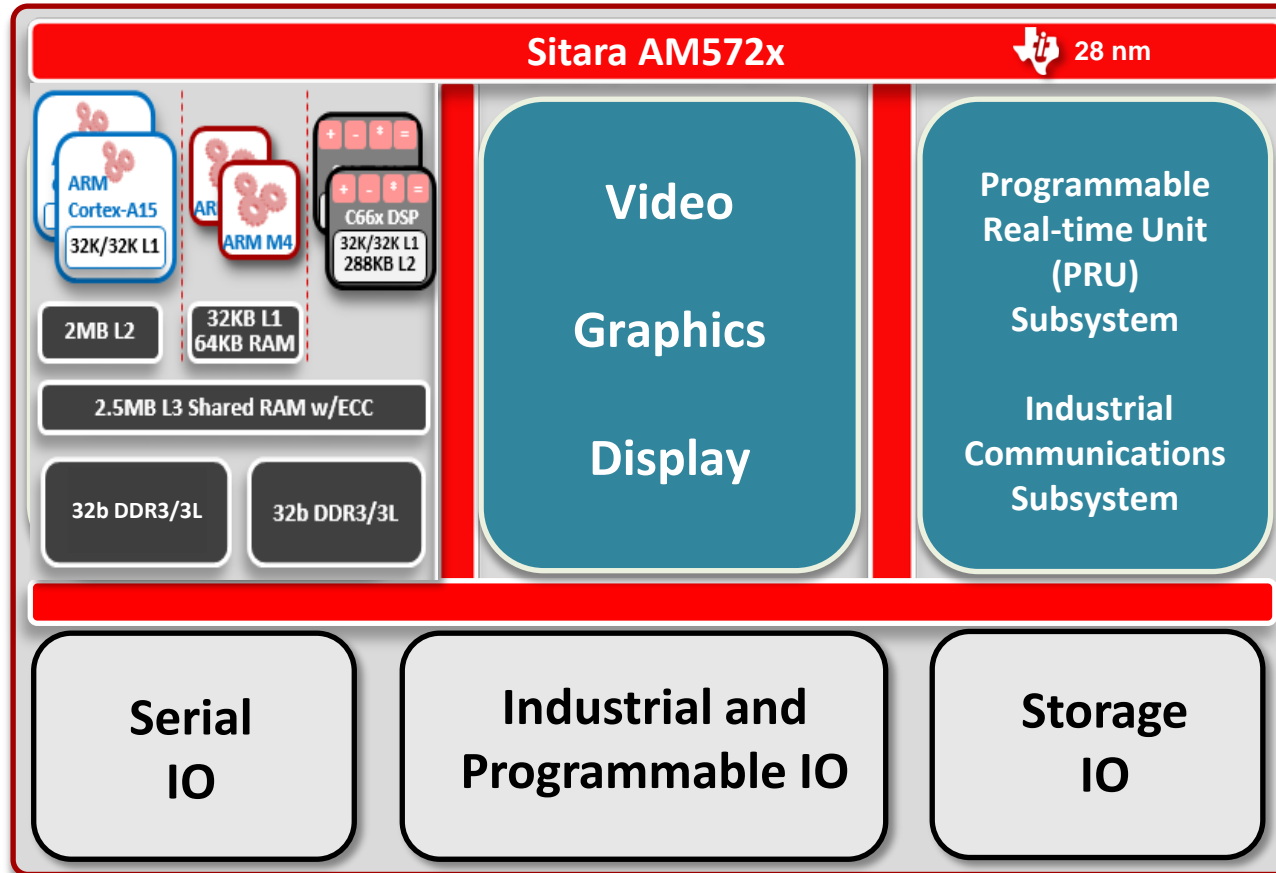 Sitara AM572x
ti 28 nm
ARM
Cortex-A15
32K/32K L1
AR
ARM M4
+ - * =
+ - * =
C66x DSP
32K/32K L1
288KB L2
2MB L2
32KB L1
64KB RAM
2.5MB L3 Shared RAM w/ECC
32b DDR3/3L
32b DDR3/3L
Video
Graphics
Display
Programmable
Real-time Unit
(PRU)
Subsystem
Industrial
Communications
Subsystem
Serial
IO
Industrial and
Programmable IO
Storage
IO